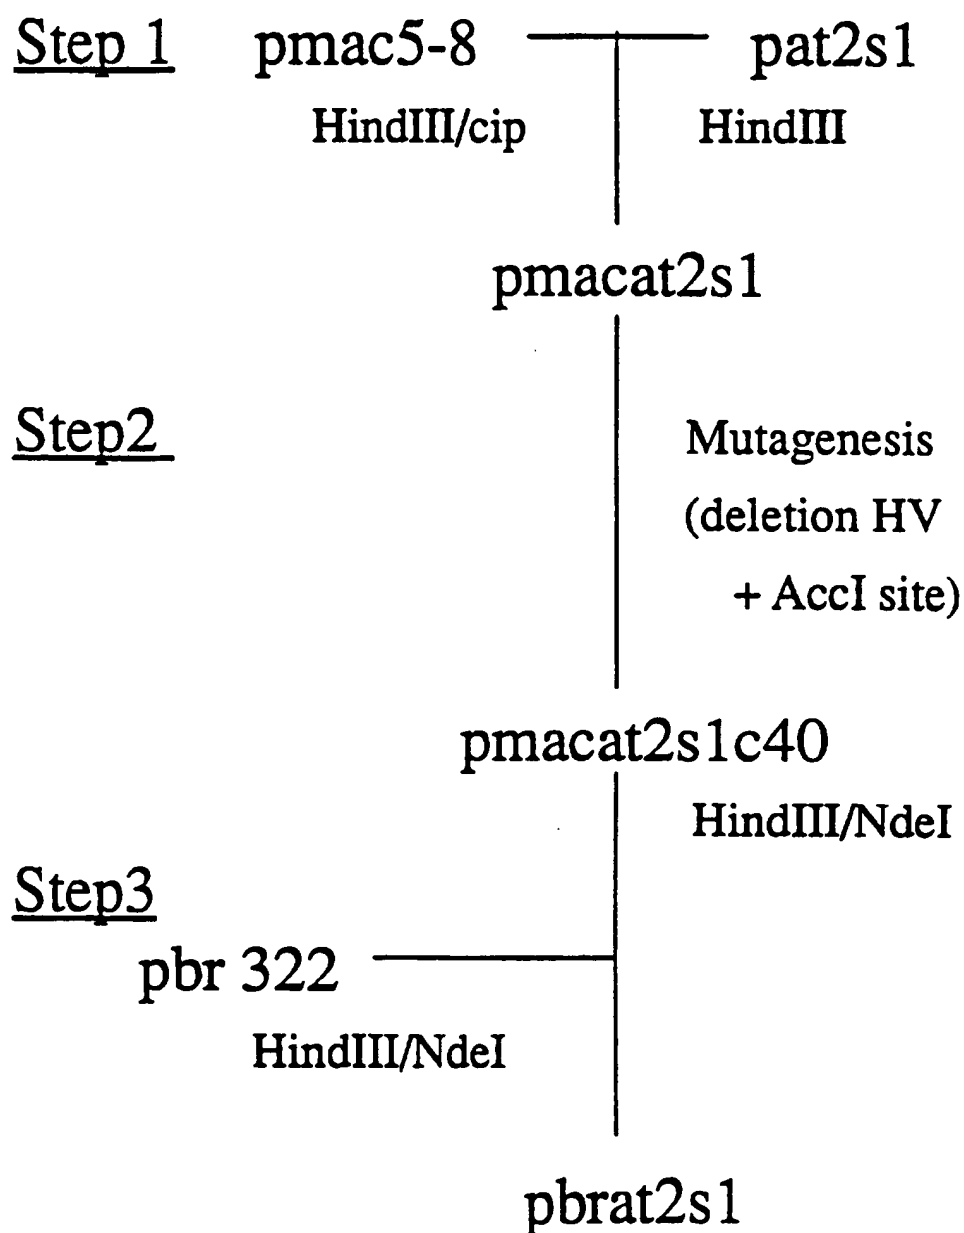 Step 1 pmac5-8 pat2s1
HindIII/cip HindIII
pmacat2s1
Step2
Mutagenesis
(deletion HV
+ AccI site)
pmacat2s1c40
HindIII/NdeI
Step3
pbr 322
HindIII/NdeI
pbrat2s1